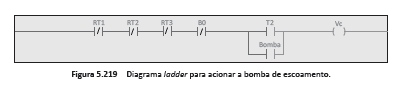 RT1 RT2 RT3 B0 T2 Vc
Bomba
Figura 5.219 Diagrama ladder para acionar a bomba de escoamento.